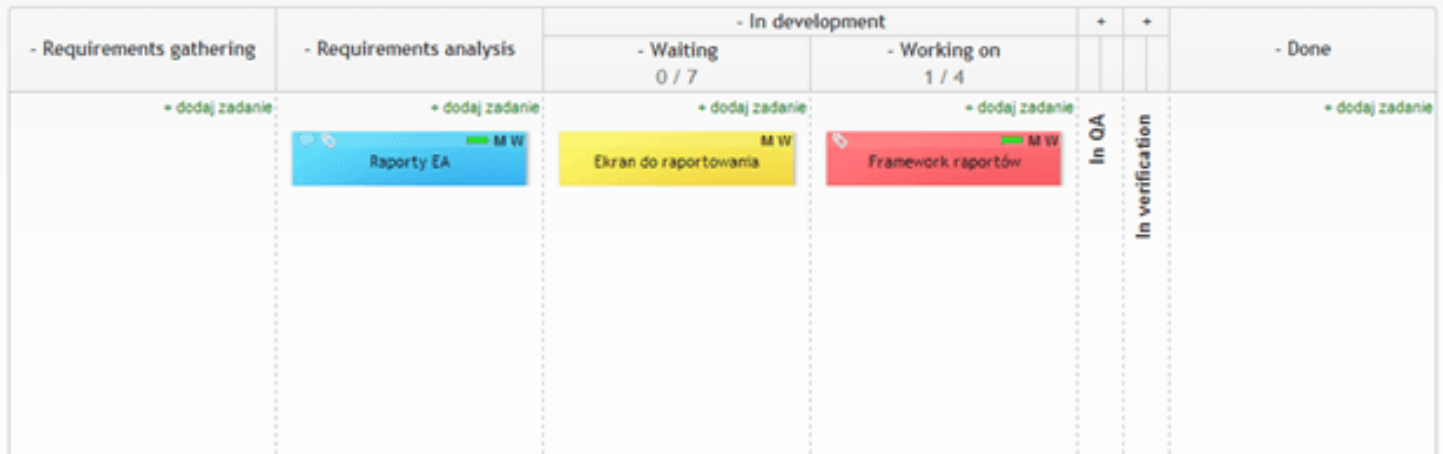 - Requirements gathering
- Requirements analysis
- In development
- Waiting
0 / 7
- Working on
1 / 4
+
+
- Done
+ dodaj zadanie
+ dodaj zadanie
+ dodaj zadanie
+ dodaj zadanie
+ dodaj zadanie
M W
Raporty EA
M W
Ekran do raportowania
M W
Framework raportów
In QA
In verification